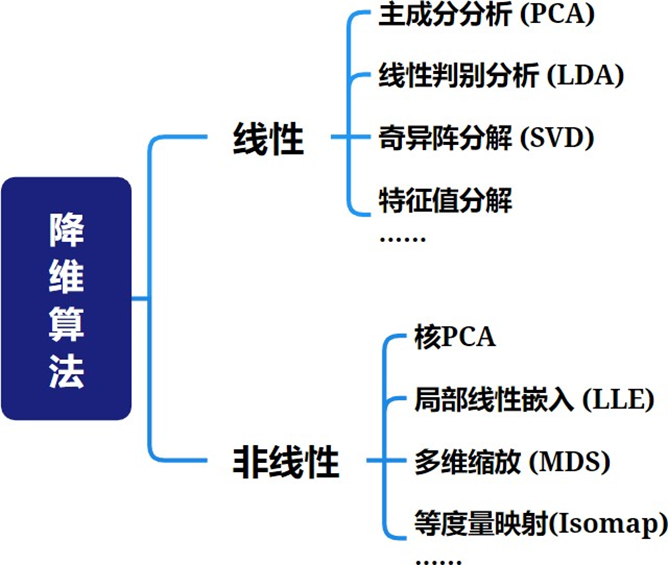 降维算法
线性
主成分分析 (PCA)
线性判别分析 (LDA)
奇异阵分解 (SVD)
特征值分解
······
非线性
核PCA
局部线性嵌入 (LLE)
多维缩放 (MDS)
等度量映射(Isomap)
······